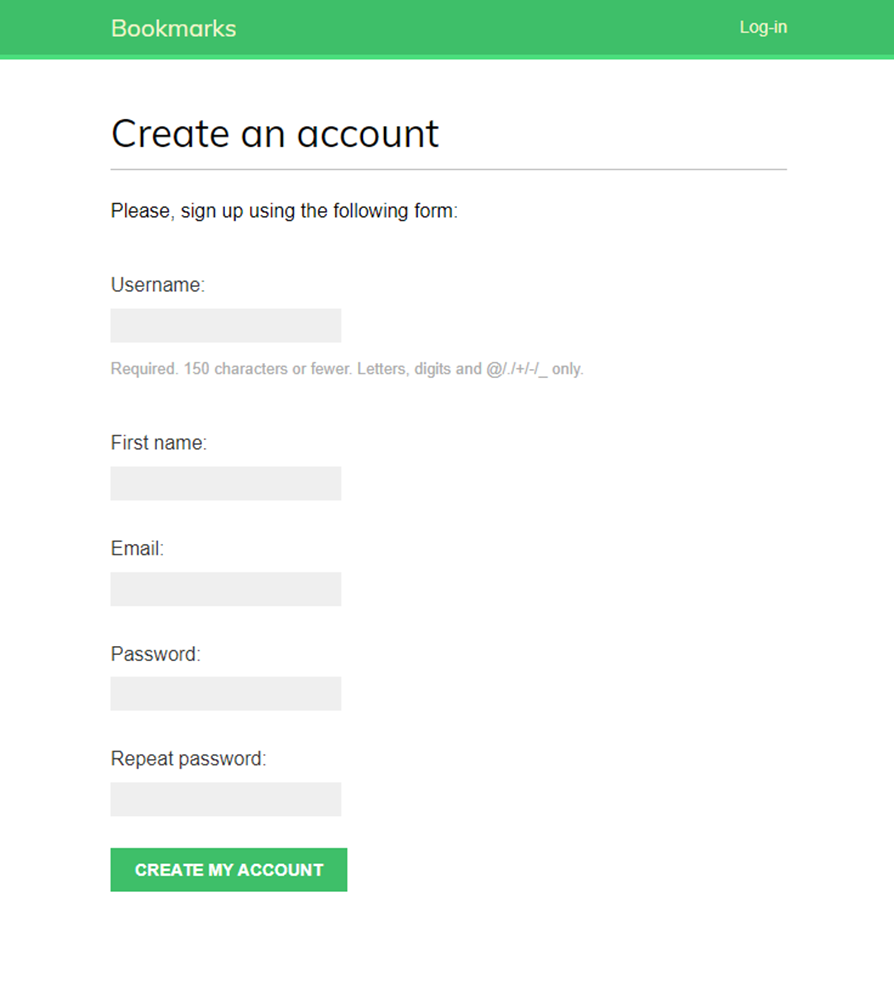 Bookmarks
Log-in
Create an account
Please, sign up using the following form:
Username:
Required. 150 characters or fewer. Letters, digits and @/./+/-/_ only.
First name:
Email:
Password:
Repeat password:
CREATE MY ACCOUNT